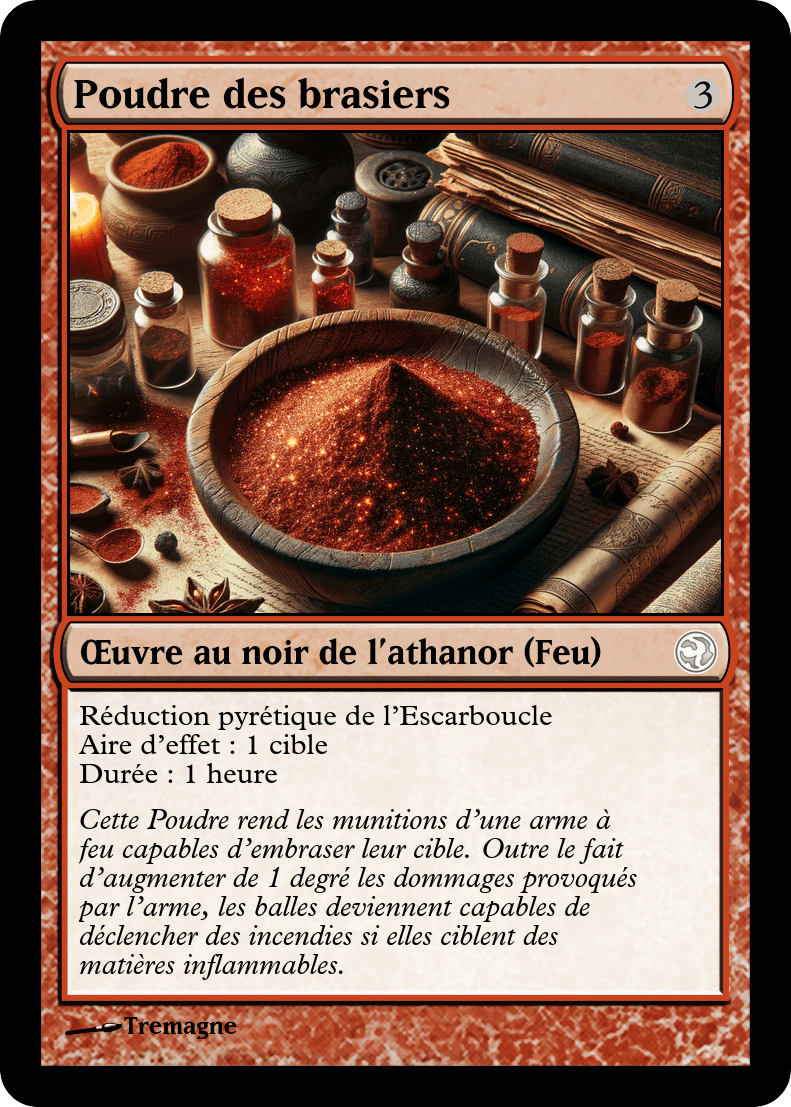 Poudre des brasiers
3
Œuvre au noir de l'athanor (Feu)
Réduction pyrétique de l'Escarboucle
Aire d'effet : 1 cible
Durée : 1 heure
Cette Poudre rend les munitions d'une arme à
feu capables d'embraser leur cible. Outre le fait
d'augmenter de 1 degré les dommages provoqués
par l'arme, les balles deviennent capables de
déclencher des incendies si elles ciblent des
matières inflammables.
Tremagne